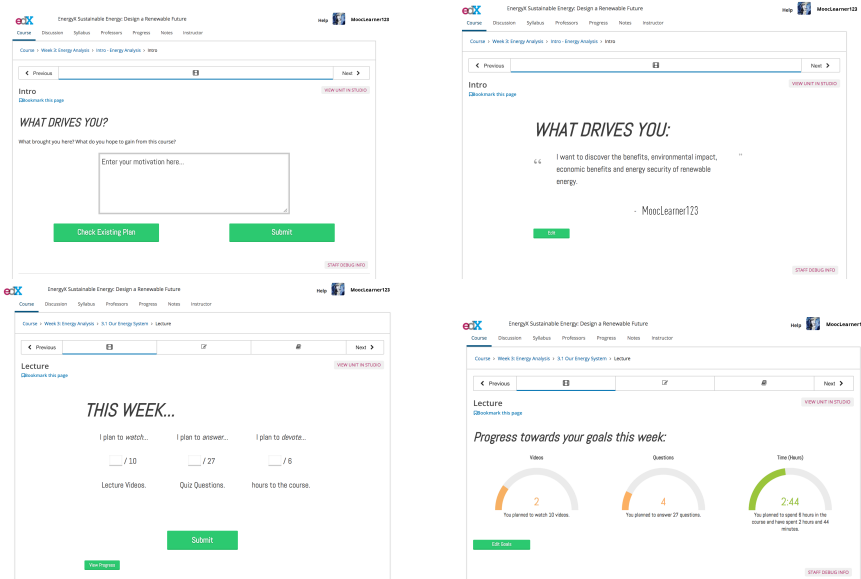 edX
EnergyX Sustainable Energy: Design a Renewable Future
Help
MoocLearner123
Course Discussion Syllabus Professors Progress Notes Instructor
Course › Week 3: Energy Analysis › Intro - Energy Analysis › Intro
Previous
Next
Intro
VIEW UNIT IN STUDIO
Bookmark this page
WHAT DRIVES YOU?
What brought you here? What do you hope to gain from this course?
Enter your motivation here...
Check Existing Plan
Submit
STAFF DEBUG INFO
edX
EnergyX Sustainable Energy: Design a Renewable Future
Help
MoocLearner123
Course Discussion Syllabus Professors Progress Notes Instructor
Course › Week 3: Energy Analysis › Intro - Energy Analysis › Intro
Previous
Next
Intro
VIEW UNIT IN STUDIO
Bookmark this page
WHAT DRIVES YOU:
“ I want to discover the benefits, environmental impact, ”
economic benefits and energy security of renewable
energy.
- MoocLearner123
Edit
STAFF DEBUG INFO
edX
EnergyX Sustainable Energy: Design a Renewable Future
Help
MoocLearner123
Course Discussion Syllabus Professors Progress Notes Instructor
Course › Week 3: Energy Analysis › 3.1 Our Energy System › Lecture
Previous
Next
Lecture
VIEW UNIT IN STUDIO
Bookmark this page
THIS WEEK...
I plan to watch... I plan to answer... I plan to devote...
/ 10 / 27 / 6
Lecture Videos. Quiz Questions. hours to the course.
Submit
View Progress
edX
EnergyX Sustainable Energy: Design a Renewable Future
Help
MoocLearner123
Course Discussion Syllabus Professors Progress Notes Instructor
Course › Week 3: Energy Analysis › 3.1 Our Energy System › Lecture
Previous
Next
Lecture
VIEW UNIT IN STUDIO
Bookmark this page
Progress towards your goals this week:
Videos Questions Time (Hours)
2 4 2:44
You planned to watch 10 videos. You planned to answer 27 questions. You planned to spend 6 hours in the
course and have spent 2 hours and 44
minutes.
Edit Goals
STAFF DEBUG INFO